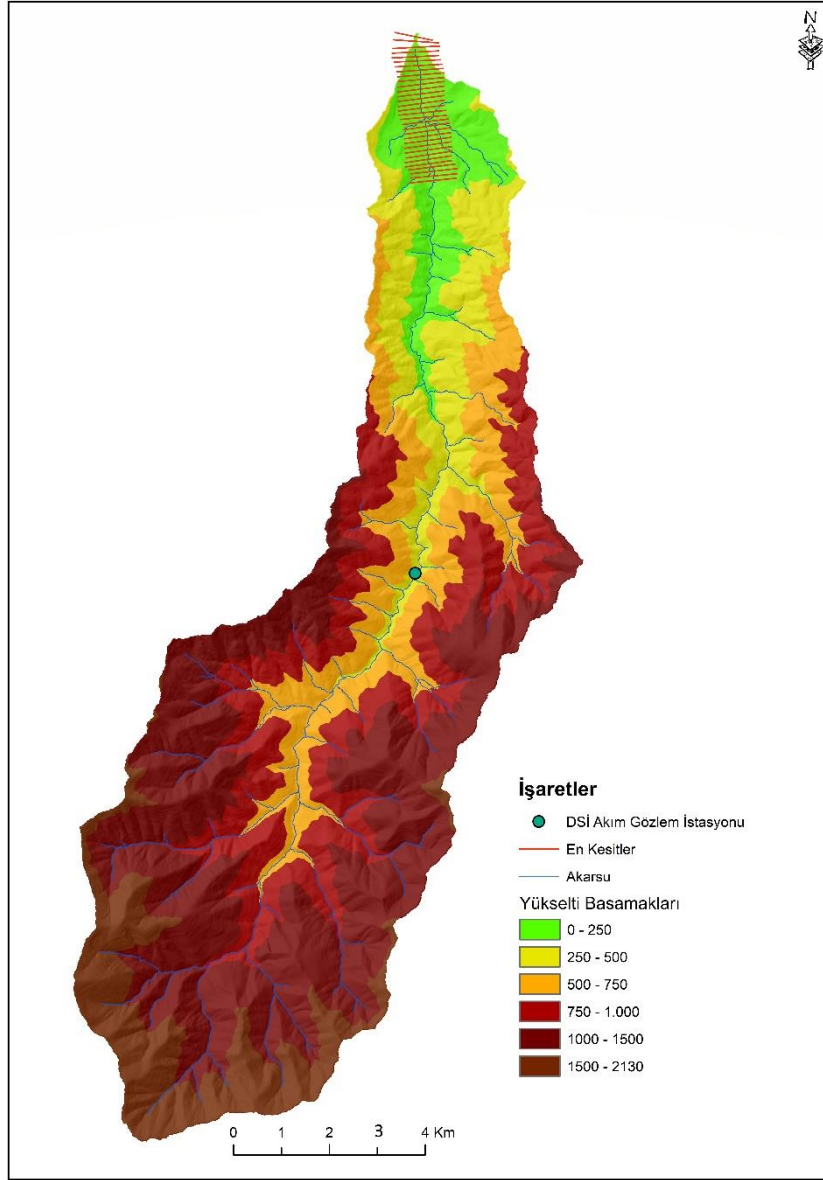 N
İşaretler
DSİ Akım Gözlem İstasyonu
En Kesitler
Akarsu
Yükselti Basamakları
0 - 250
250 - 500
500 - 750
750 - 1.000
1000 - 1500
1500 - 2130
0 1 2 3 4 Km